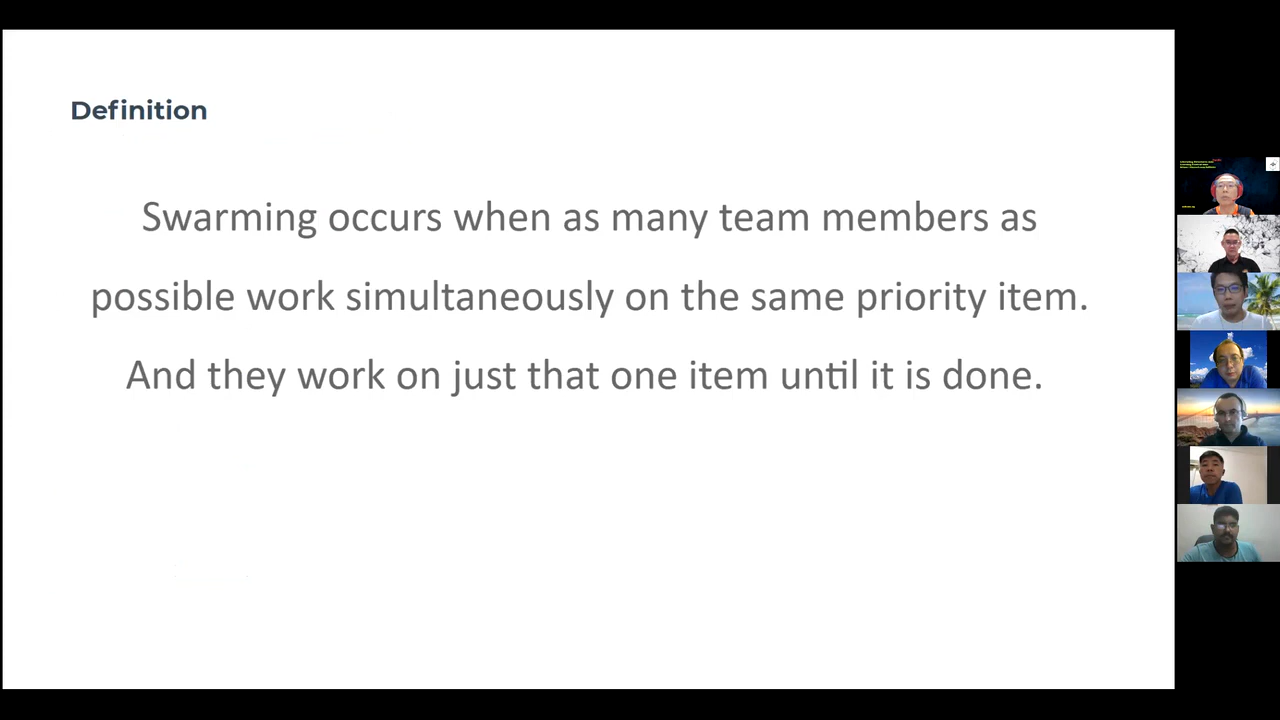 Definition
Swarming occurs when as many team members as
possible work simultaneously on the same priority item.
And they work on just that one item until it is done.